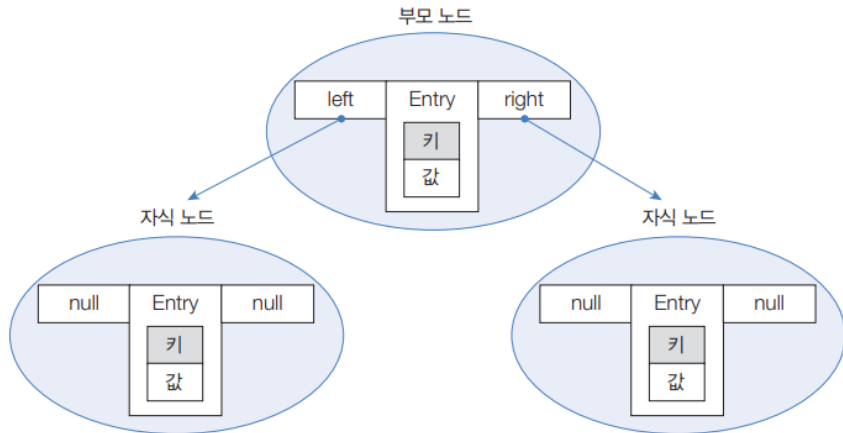 부모 노드
left Entry right
키
값
자식 노드 자식 노드
null Entry null null Entry null
키 키
값 값